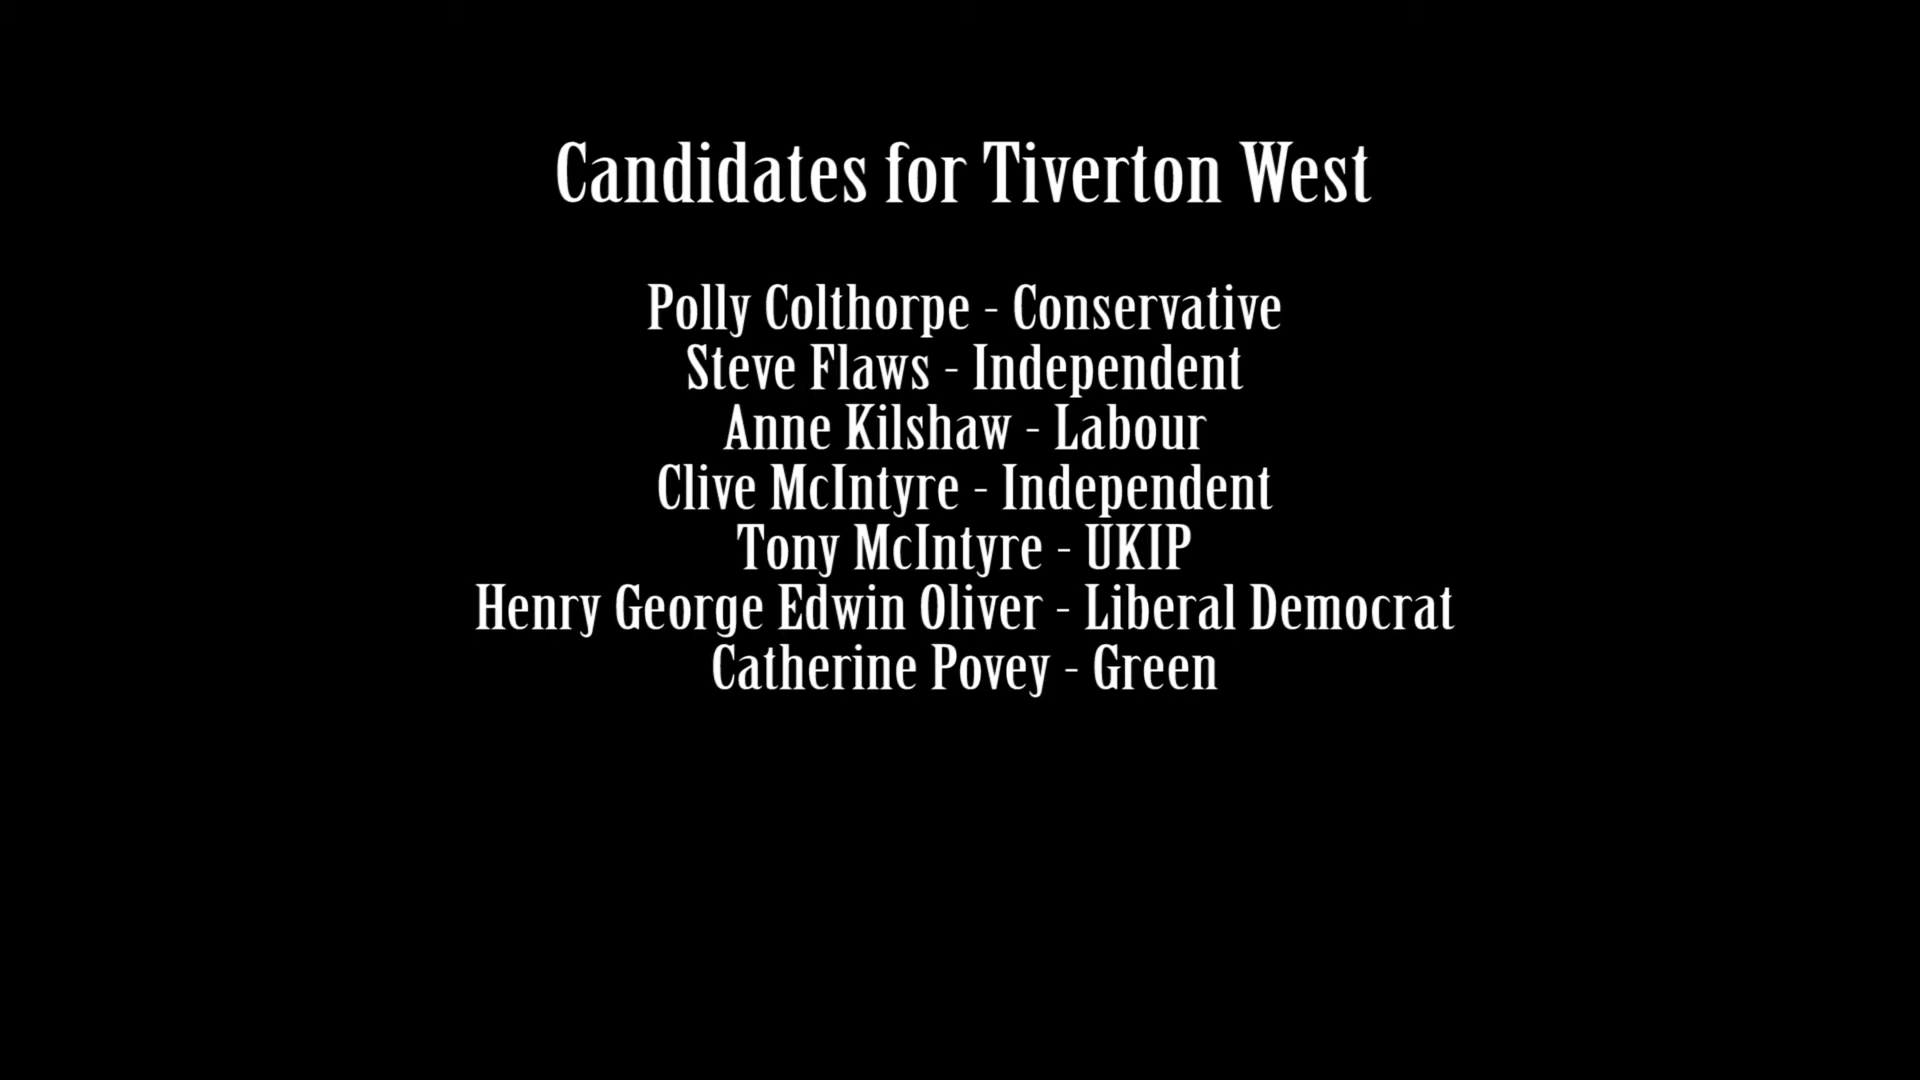 Candidates for Tiverton West
Polly Colthorpe - Conservative
Steve Flaws - Independent
Anne Kilshaw - Labour
Clive McIntyre - Independent
Tony McIntyre - UKIP
Henry George Edwin Oliver - Liberal Democrat
Catherine Povey - Green